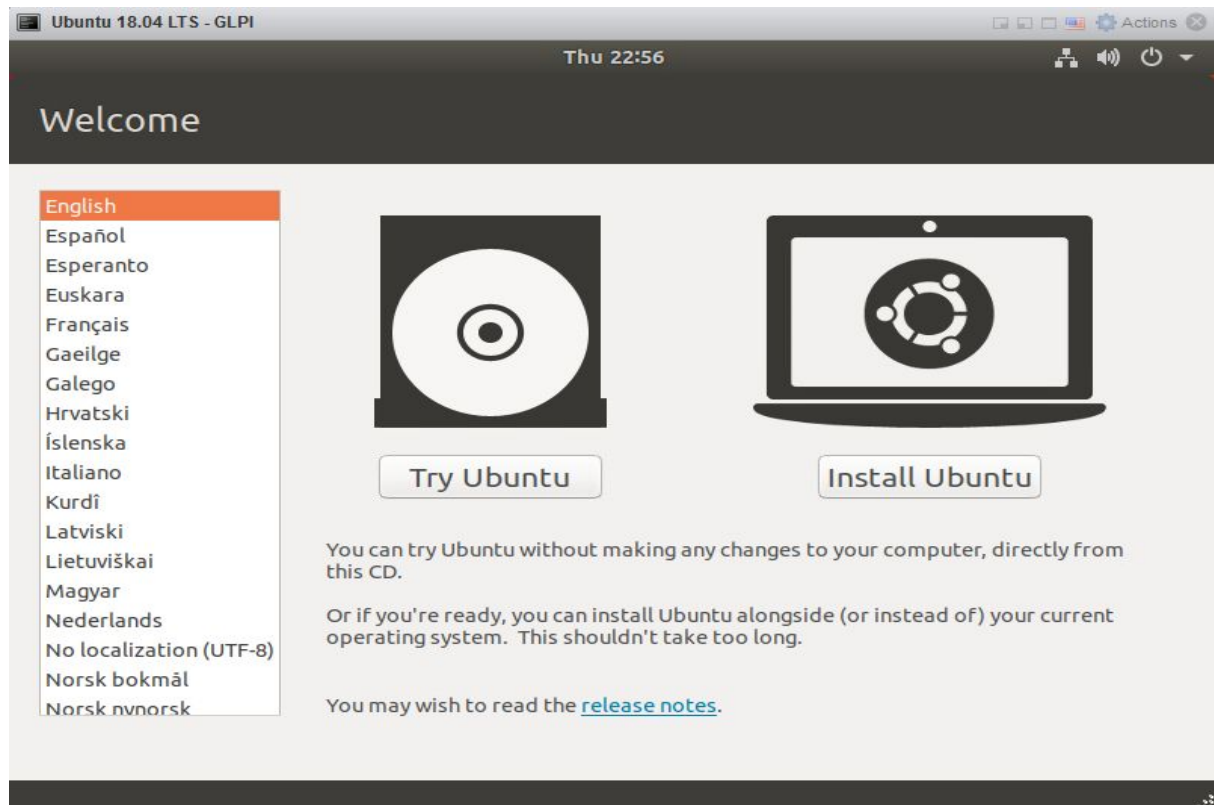 Ubuntu 18.04 LTS - GLPI
Actions
Thu 22:56
Welcome
English
Español
Esperanto
Euskara
Français
Gaeilge
Galego
Hrvatski
Íslenska
Italiano
Kurdî
Latviski
Lietuviškai
Magyar
Nederlands
No localization (UTF-8)
Norsk bokmål
Norsk nynorsk
Try Ubuntu
Install Ubuntu
You can try Ubuntu without making any changes to your computer, directly from
this CD.
Or if you're ready, you can install Ubuntu alongside (or instead of) your current
operating system. This shouldn't take too long.
You may wish to read the release notes.